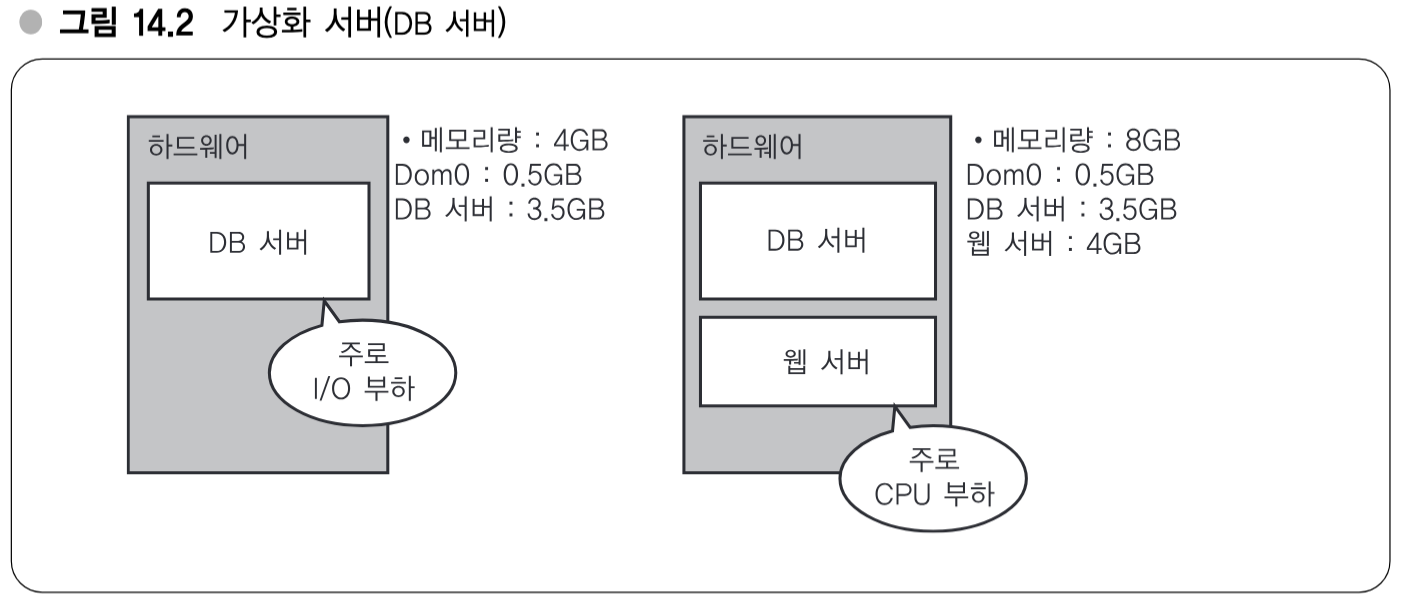 ● 그림 14.2 가상화 서버(DB 서버)
하드웨어
DB 서버
주로
I/O 부하
• 메모리량 : 4GB
Dom0 : 0.5GB
DB 서버 : 3.5GB
하드웨어
DB 서버
웹 서버
주로
CPU 부하
• 메모리량 : 8GB
Dom0 : 0.5GB
DB 서버 : 3.5GB
웹 서버 : 4GB